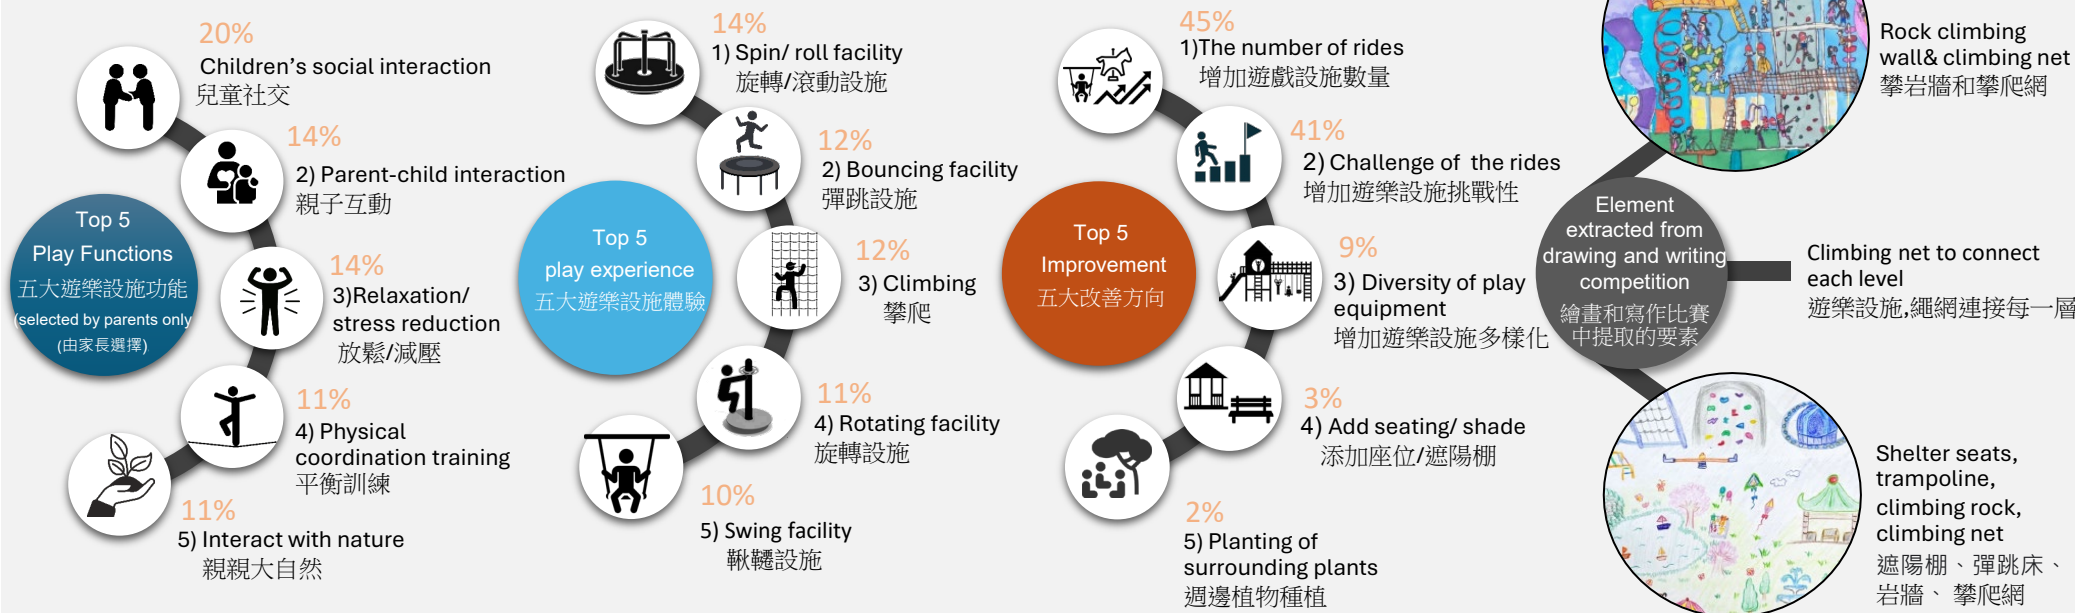 Top 5
Play Functions
五大遊樂設施功能
(selected by parents only
(由家長選擇)
20%
Children's social interaction
兒童社交
14%
2) Parent-child interaction
親子互動
14%
3)Relaxation/
stress reduction
放鬆/減壓
11%
4) Physical
coordination training
平衡訓練
11%
5) Interact with nature
親親大自然
Top 5
play experience
五大遊樂設施體驗
14%
1) Spin/ roll facility
旋轉/滾動設施
12%
2) Bouncing facility
彈跳設施
12%
3) Climbing
攀爬
11%
4) Rotating facility
旋轉設施
10%
5) Swing facility
鞦韆設施
Top 5
Improvement
五大改善方向
45%
1)The number of rides
增加遊戲設施數量
41%
2) Challenge of the rides
增加遊樂設施挑戰性
9%
3) Diversity of play
equipment
增加遊樂設施多樣化
3%
4) Add seating/ shade
添加座位/遮陽棚
2%
5) Planting of
surrounding plants
週邊植物種植
Element
extracted from
drawing and writing
competition
繪畫和寫作比賽
中提取的要素
Rock climbing
wall& climbing net
攀岩牆和攀爬網
Climbing net to connect
each level
遊樂設施,繩網連接每一層
Shelter seats,
trampoline,
climbing rock,
climbing net
遮陽棚、彈跳床、
岩牆、攀爬網